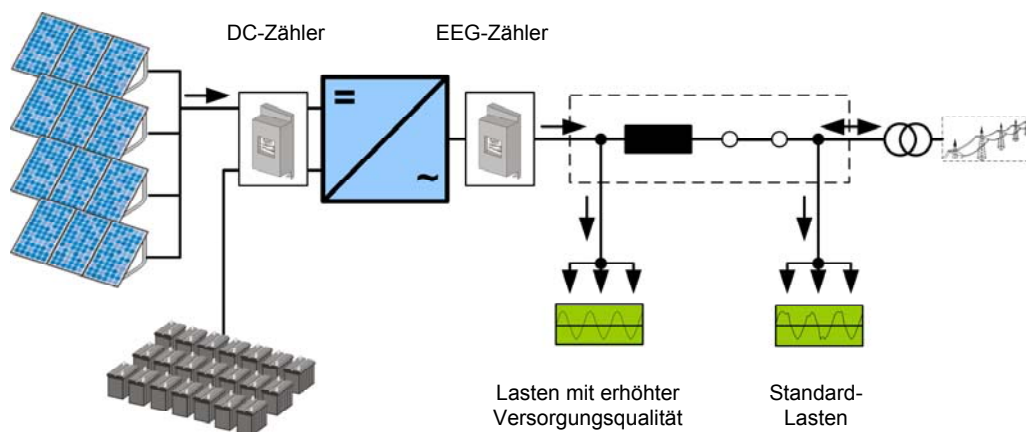 DC-Zähler
EEG-Zähler
=
~
Lasten mit erhöhter
Versorgungsqualität
Standard-
Lasten